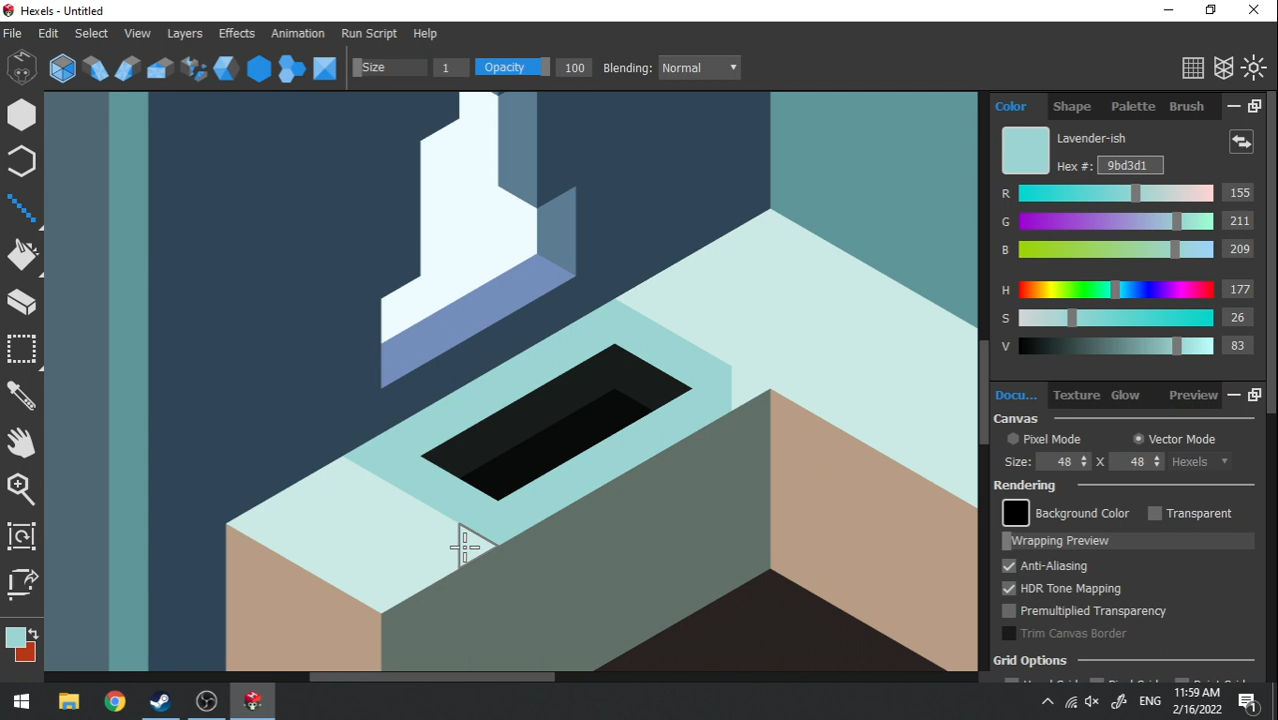 Hexels - Untitled
File Edit Select View Layers Effects Animation Run Script Help
Size 1 Opacity 100 Blending: Normal
Color Shape Palette Brush
Lavender-ish
Hex #: 9bd3d1
R 155
G 211
B 209
H 177
S 26
V 83
Docu... Texture Glow Preview
Canvas
Pixel Mode Vector Mode
Size: 48 X 48 Hexels
Rendering
Background Color Transparent
Wrapping Preview
Anti-Aliasing
HDR Tone Mapping
Premultiplied Transparency
Trim Canvas Border
Grid Options
ENG
11:59 AM
2/16/2022
1